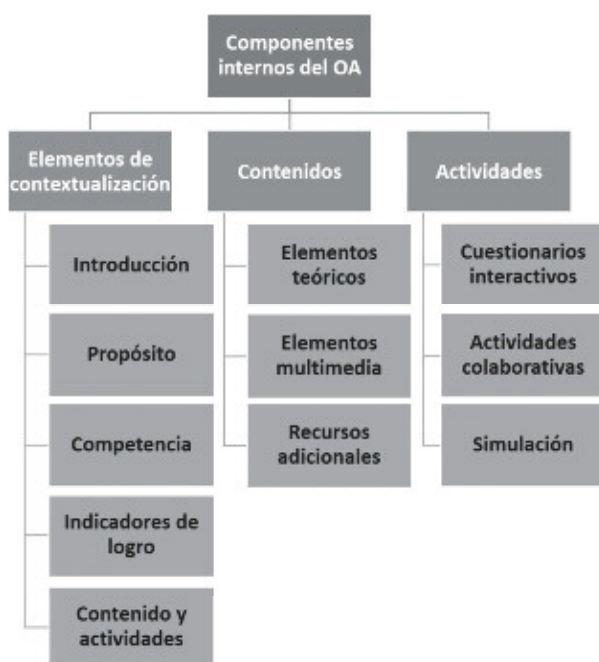 Componentes
internos del OA
Elementos de
contextualización
Introducción
Propósito
Competencia
Indicadores de
logro
Contenido y
actividades
Contenidos
Elementos
teóricos
Elementos
multimedia
Recursos
adicionales
Actividades
Cuestionarios
interactivos
Actividades
colaborativas
Simulación